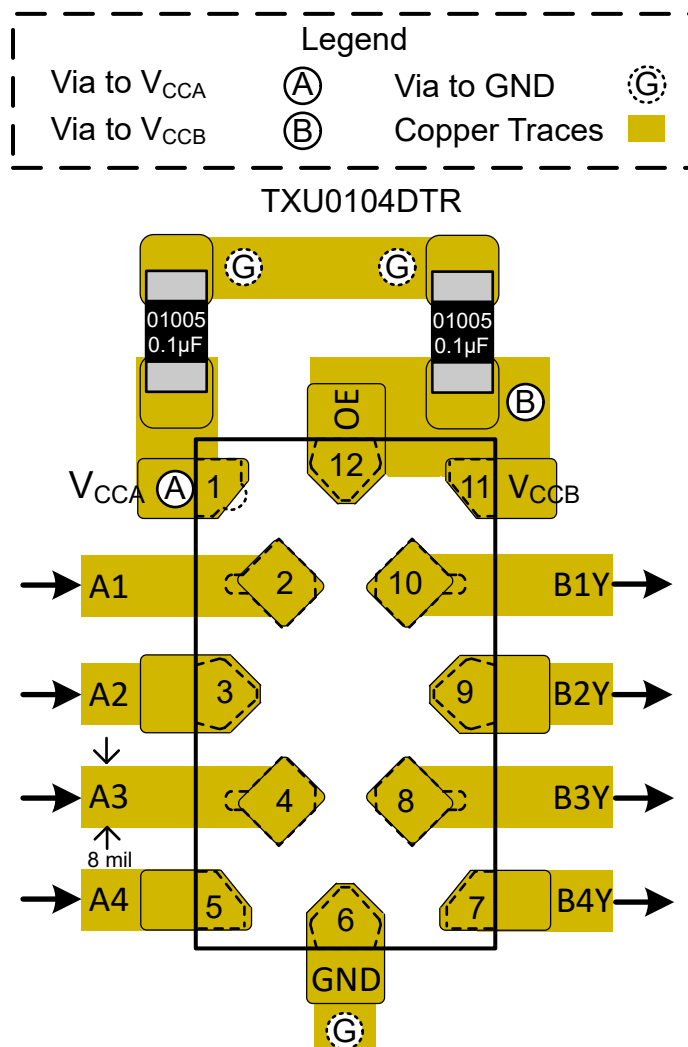 Legend
Via to VCCA A Via to GND G
Via to VCCB B Copper Traces
TXU0104DTR
G G
01005 01005
0.1µF 0.1µF
OE B
12
VCCA A 1 11 VCCB
A1 2 10 B1Y
A2 3 9 B2Y
A3 4 8 B3Y
8 mil
A4 5 7 B4Y
6
GND
G